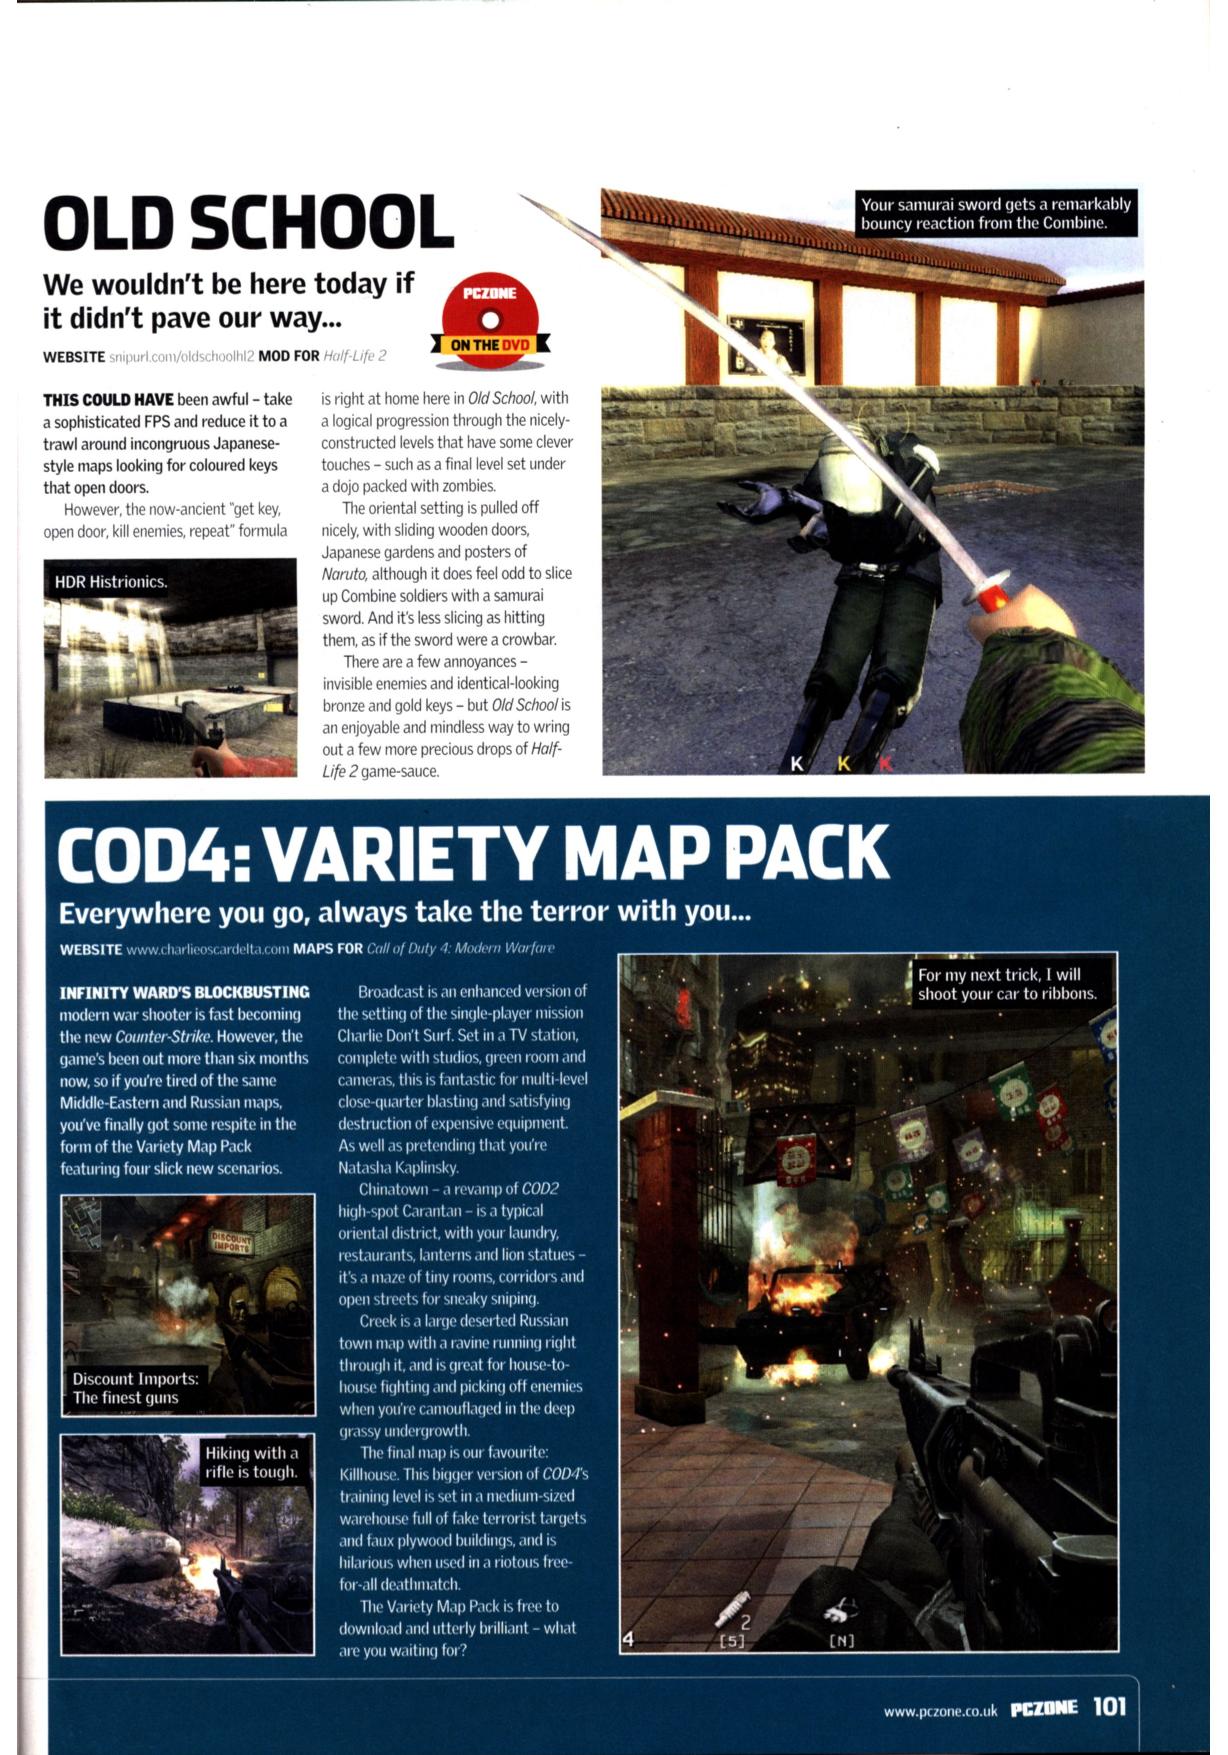 OLD SCHOOL
We wouldn't be here today if
it didn't pave our way...
WEBSITE snipurl.com/oldschoolhl2 MOD FOR Half-Life 2
PCZONE
ON THE DVD
THIS COULD HAVE been awful – take
a sophisticated FPS and reduce it to a
trawl around incongruous Japanese-
style maps looking for coloured keys
that open doors.
However, the now-ancient "get key,
open door, kill enemies, repeat" formula
HDR Histrionics.
is right at home here in Old School, with
a logical progression through the nicely-
constructed levels that have some clever
touches – such as a final level set under
a dojo packed with zombies.
The oriental setting is pulled off
nicely, with sliding wooden doors,
Japanese gardens and posters of
Naruto, although it does feel odd to slice
up Combine soldiers with a samurai
sword. And it's less slicing as hitting
them, as if the sword were a crowbar.
There are a few annoyances –
invisible enemies and identical-looking
bronze and gold keys – but Old School is
an enjoyable and mindless way to wring
out a few more precious drops of Half-
Life 2 game-sauce.
Your samurai sword gets a remarkably
bouncy reaction from the Combine.
K K K
COD4: VARIETY MAP PACK
Everywhere you go, always take the terror with you...
WEBSITE www.charlieoscardelta.com MAPS FOR Call of Duty 4: Modern Warfare
INFINITY WARD'S BLOCKBUSTING
modern war shooter is fast becoming
the new Counter-Strike. However, the
game's been out more than six months
now, so if you're tired of the same
Middle-Eastern and Russian maps,
you've finally got some respite in the
form of the Variety Map Pack
featuring four slick new scenarios.
DISCOUNT
IMPORTS
Discount Imports:
The finest guns
Hiking with a
rifle is tough.
Broadcast is an enhanced version of
the setting of the single-player mission
Charlie Don't Surf. Set in a TV station,
complete with studios, green room and
cameras, this is fantastic for multi-level
close-quarter blasting and satisfying
destruction of expensive equipment.
As well as pretending that you're
Natasha Kaplinsky.
Chinatown – a revamp of COD2
high-spot Carantan – is a typical
oriental district, with your laundry,
restaurants, lanterns and lion statues –
it's a maze of tiny rooms, corridors and
open streets for sneaky sniping.
Creek is a large deserted Russian
town map with a ravine running right
through it, and is great for house-to-
house fighting and picking off enemies
when you're camouflaged in the deep
grassy undergrowth.
The final map is our favourite:
Killhouse. This bigger version of COD4's
training level is set in a medium-sized
warehouse full of fake terrorist targets
and faux plywood buildings, and is
hilarious when used in a riotous free-
for-all deathmatch.
The Variety Map Pack is free to
download and utterly brilliant – what
are you waiting for?
For my next trick, I will
shoot your car to ribbons.
4
2
[5] [N]
www.pczone.co.uk PCZONE 101